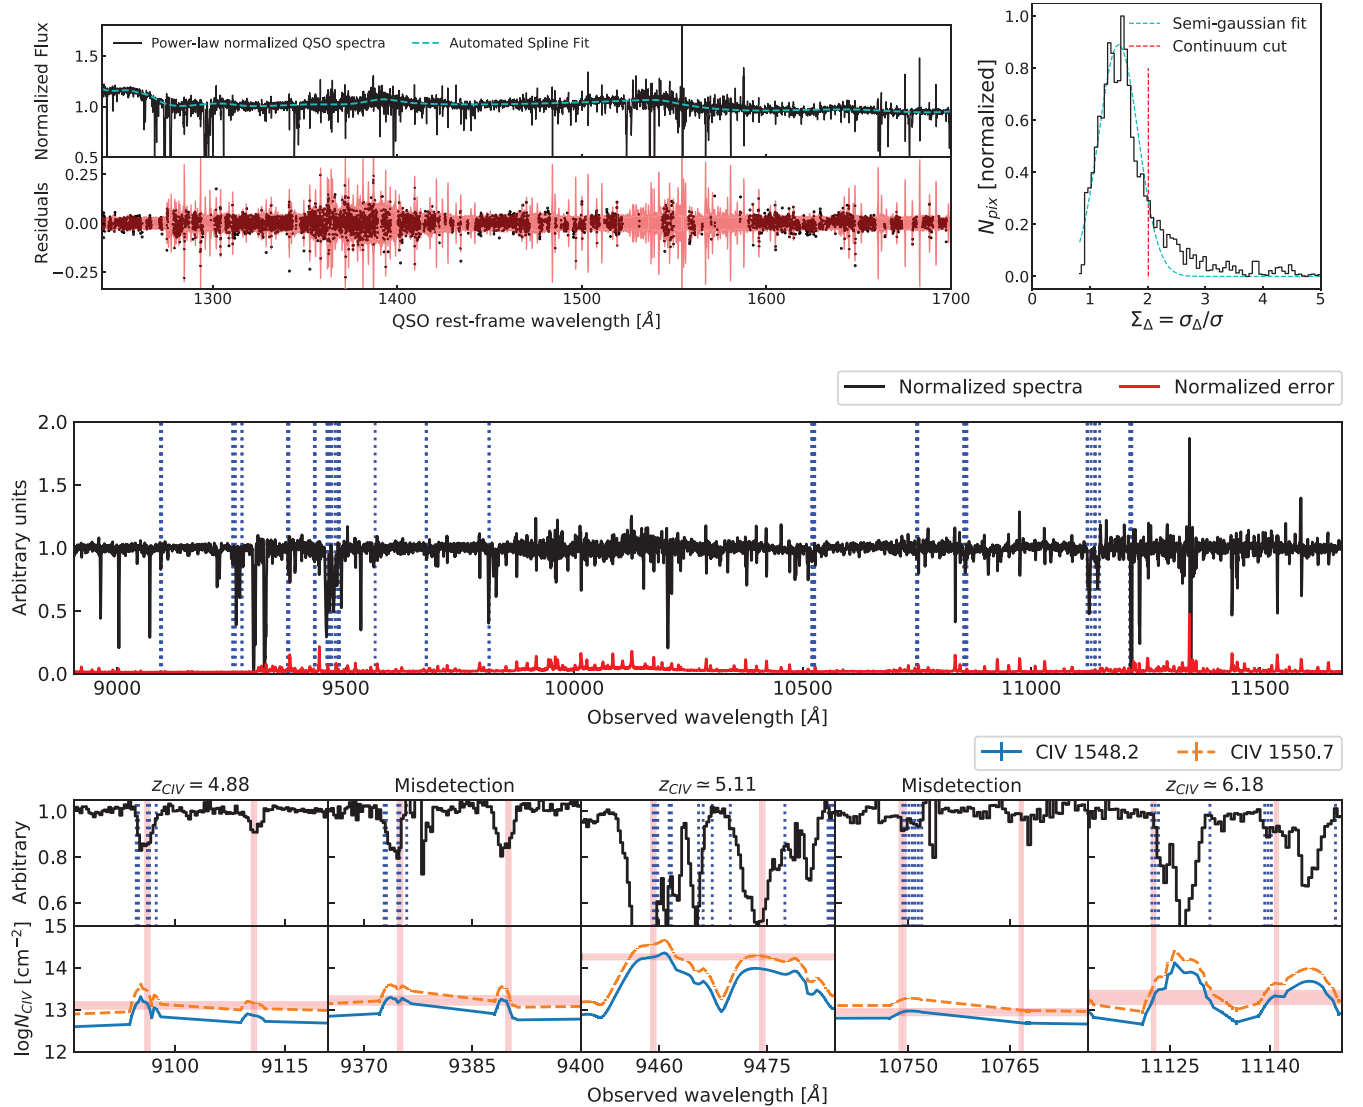 Power-law normalized QSO spectra
Automated Spline Fit
Normalized Flux
1.5
1.0
0.5
Residuals
0.25
0.00
−0.25
1300 1400 1500 1600 1700
QSO rest-frame wavelength [Å]
Semi-gaussian fit
Continuum cut
N_pix [normalized]
1.0
0.8
0.6
0.4
0.2
0.0
0 1 2 3 4 5
Σ_Δ = σ_Δ/σ
Normalized spectra
Normalized error
Arbitrary units
2.0
1.5
1.0
0.5
0.0
9000 9500 10000 10500 11000 11500
Observed wavelength [Å]
CIV 1548.2
CIV 1550.7
z_CIV = 4.88
Misdetection
z_CIV ≃ 5.11
Misdetection
z_CIV ≃ 6.18
Arbitrary
1.0
0.8
0.6
logN_CIV [cm⁻²]
15
14
13
12
9100 9115 9370 9385 9400 9460 9475 10750 10765 11125 11140
Observed wavelength [Å]